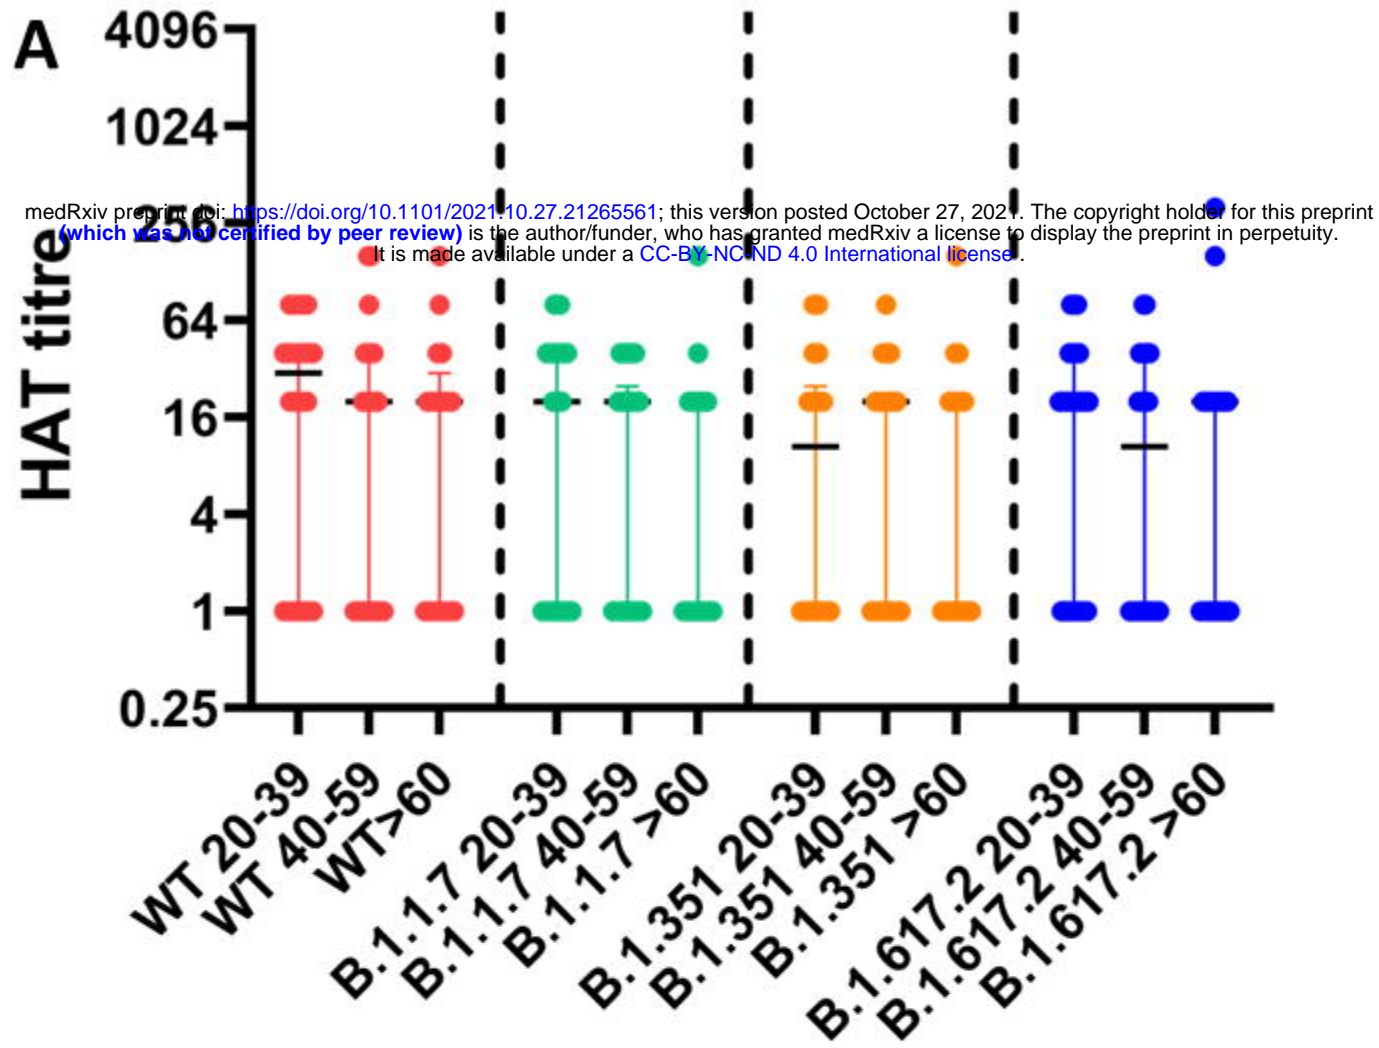 A
4096
1024
medRxiv preprint doi: https://doi.org/10.1101/2021.10.27.21265561; this version posted October 27, 2021. The copyright holder for this preprint
256
(which was not certified by peer review) is the author/funder, who has granted medRxiv a license to display the preprint in perpetuity.
It is made available under a CC-BY-NC-ND 4.0 International license .
64
16
4
1
0.25
HAT titre
WT 20-39
WT 40-59
WT>60
B.1.1.7 20-39
B.1.1.7 40-59
B.1.1.7 >60
B.1.351 20-39
B.1.351 40-59
B.1.351 >60
B.1.617.2 20-39
B.1.617.2 40-59
B.1.617.2 >60